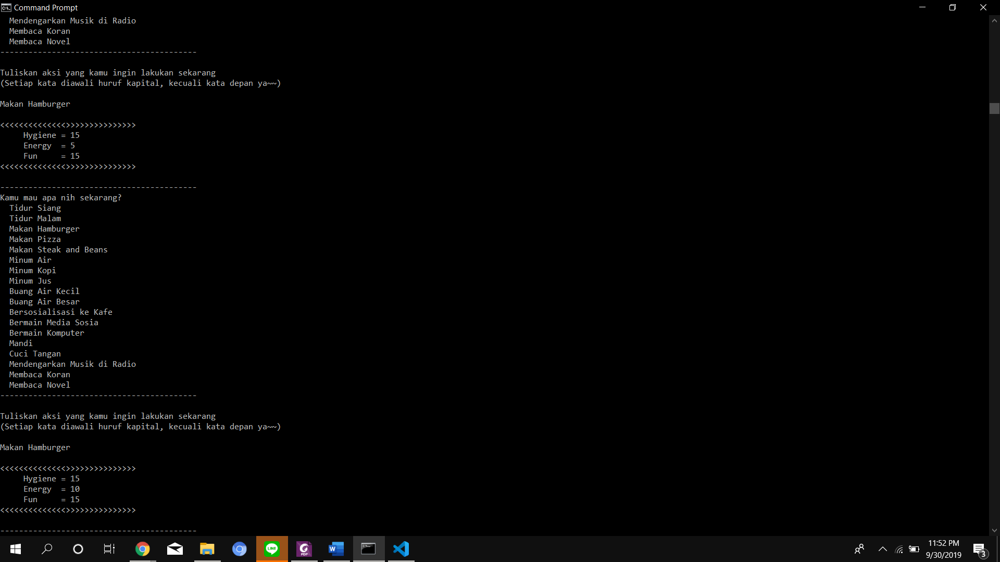 Command Prompt
Mendengarkan Musik di Radio
Membaca Koran
Membaca Novel
------------------------------------------
Tuliskan aksi yang kamu ingin lakukan sekarang
(Setiap kata diawali huruf kapital, kecuali kata depan ya~~)
Makan Hamburger
<<<<<<<<<<<<<<>>>>>>>>>>>>>>>
Hygiene = 15
Energy  = 5
Fun     = 15
<<<<<<<<<<<<<<>>>>>>>>>>>>>>>
------------------------------------------
Kamu mau apa nih sekarang?
Tidur Siang
Tidur Malam
Makan Hamburger
Makan Pizza
Makan Steak and Beans
Minum Air
Minum Kopi
Minum Jus
Buang Air Kecil
Buang Air Besar
Bersosialisasi ke Kafe
Bermain Media Sosia
Bermain Komputer
Mandi
Cuci Tangan
Mendengarkan Musik di Radio
Membaca Koran
Membaca Novel
------------------------------------------
Tuliskan aksi yang kamu ingin lakukan sekarang
(Setiap kata diawali huruf kapital, kecuali kata depan ya~~)
Makan Hamburger
<<<<<<<<<<<<<<>>>>>>>>>>>>>>>
Hygiene = 15
Energy  = 10
Fun     = 15
<<<<<<<<<<<<<<>>>>>>>>>>>>>>>
------------------------------------------
LINE
PDF
W
11:52 PM
9/30/2019
3